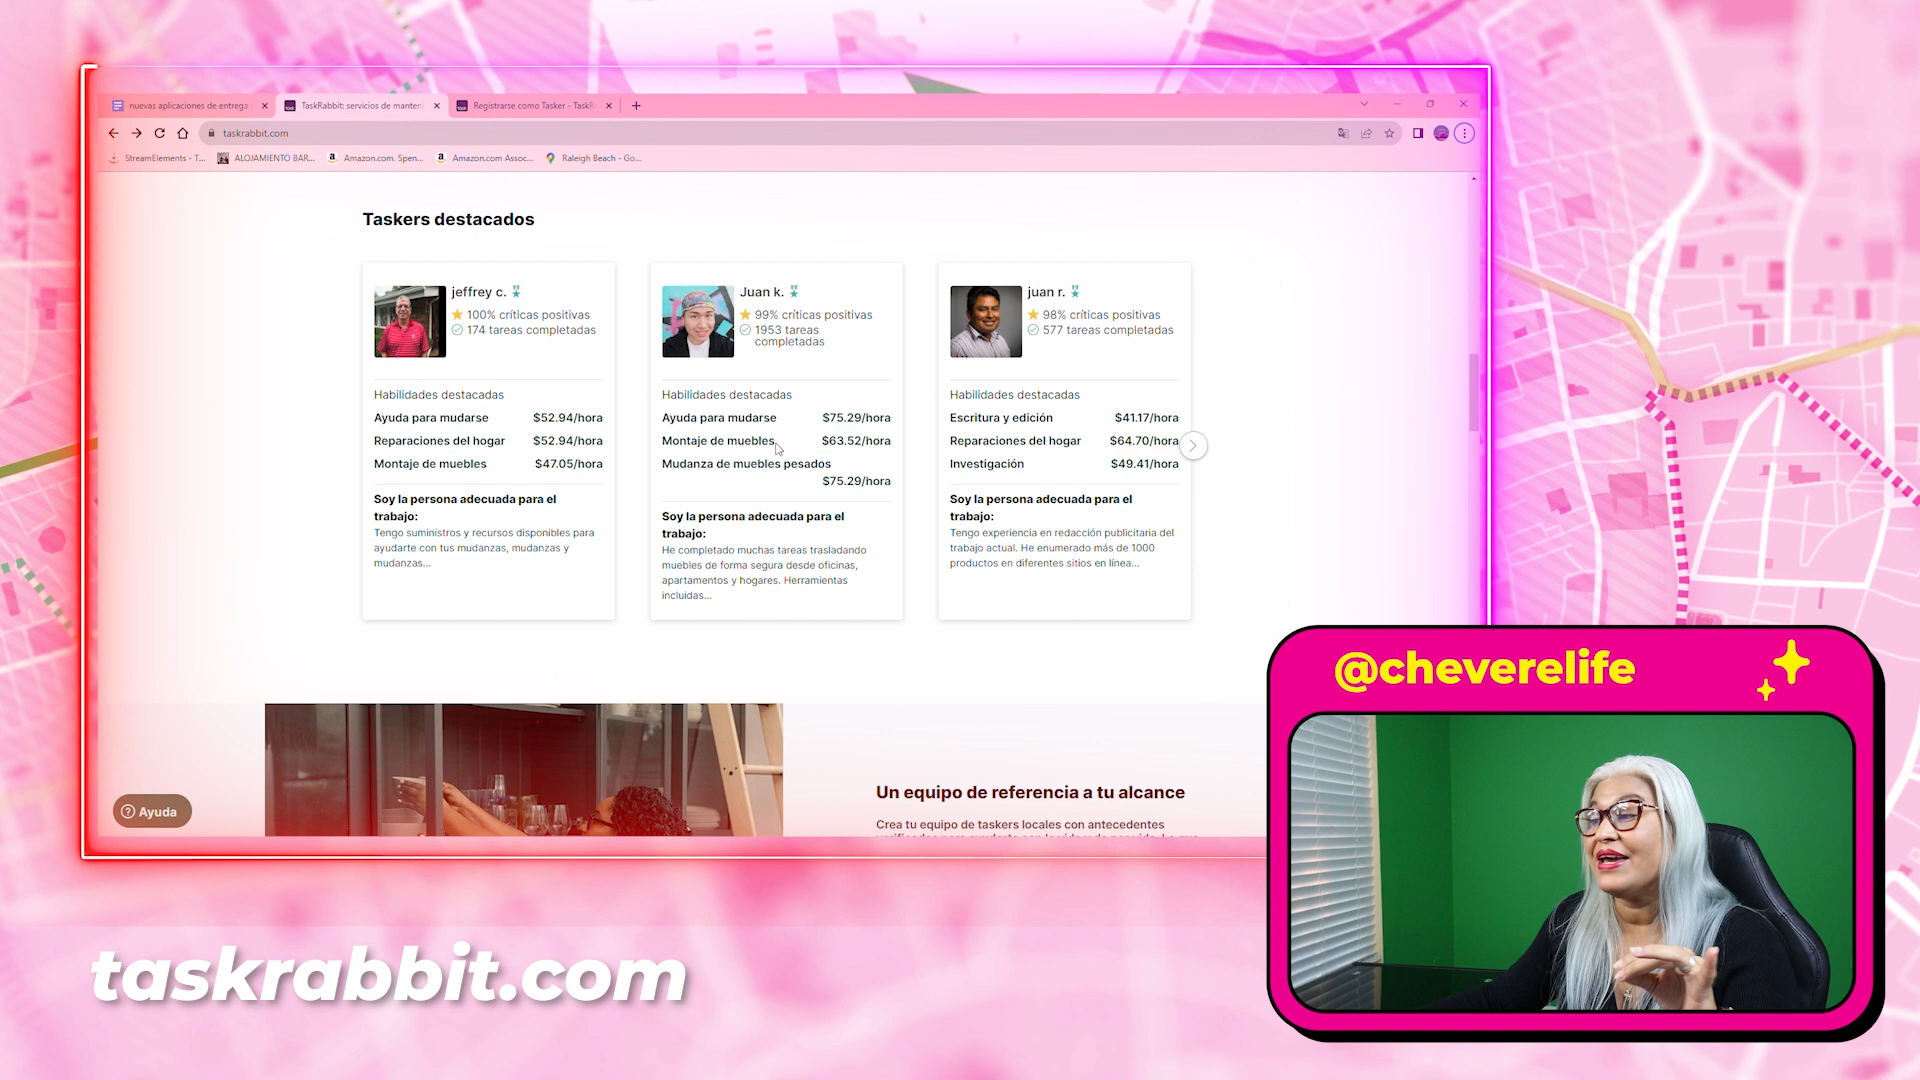 nuevas aplicaciones de entrega
TaskRabbit: servicios de manten
Registrarse como Tasker - TaskR
taskrabbit.com
StreamElements - T...
ALOJAMIENTO BAR...
Amazon.com. Spen...
Amazon.com Assoc...
Raleigh Beach - Go...
Taskers destacados
jeffrey c.
100% críticas positivas
174 tareas completadas
Habilidades destacadas
Ayuda para mudarse $52.94/hora
Reparaciones del hogar $52.94/hora
Montaje de muebles $47.05/hora
Soy la persona adecuada para el
trabajo:
Tengo suministros y recursos disponibles para
ayudarte con tus mudanzas, mudanzas y
mudanzas...
Juan k.
99% críticas positivas
1953 tareas
completadas
Habilidades destacadas
Ayuda para mudarse $75.29/hora
Montaje de muebles $63.52/hora
Mudanza de muebles pesados
$75.29/hora
Soy la persona adecuada para el
trabajo:
He completado muchas tareas trasladando
muebles de forma segura desde oficinas,
apartamentos y hogares. Herramientas
incluidas...
juan r.
98% críticas positivas
577 tareas completadas
Habilidades destacadas
Escritura y edición $41.17/hora
Reparaciones del hogar $64.70/hora
Investigación $49.41/hora
Soy la persona adecuada para el
trabajo:
Tengo experiencia en redacción publicitaria del
trabajo actual. He enumerado más de 1000
productos en diferentes sitios en línea...
Un equipo de referencia a tu alcance
Crea tu equipo de taskers locales con antecedentes
Ayuda
@cheverelife
taskrabbit.com